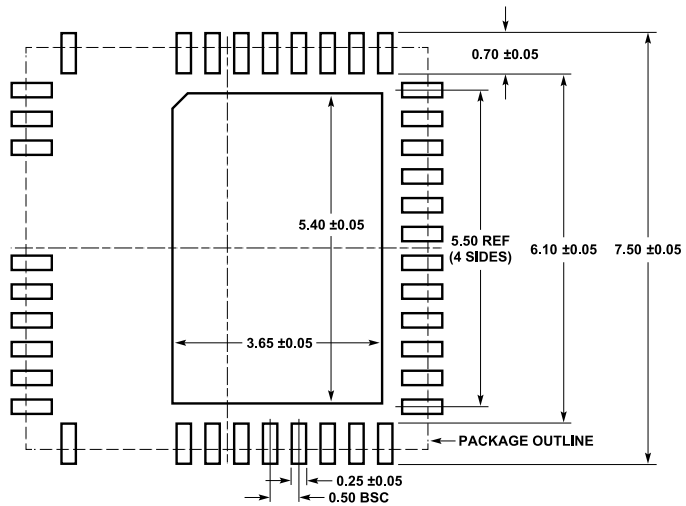 0.70 ±0.05
5.40 ±0.05
5.50 REF
(4 SIDES)
6.10 ±0.05
7.50 ±0.05
3.65 ±0.05
PACKAGE OUTLINE
0.25 ±0.05
0.50 BSC